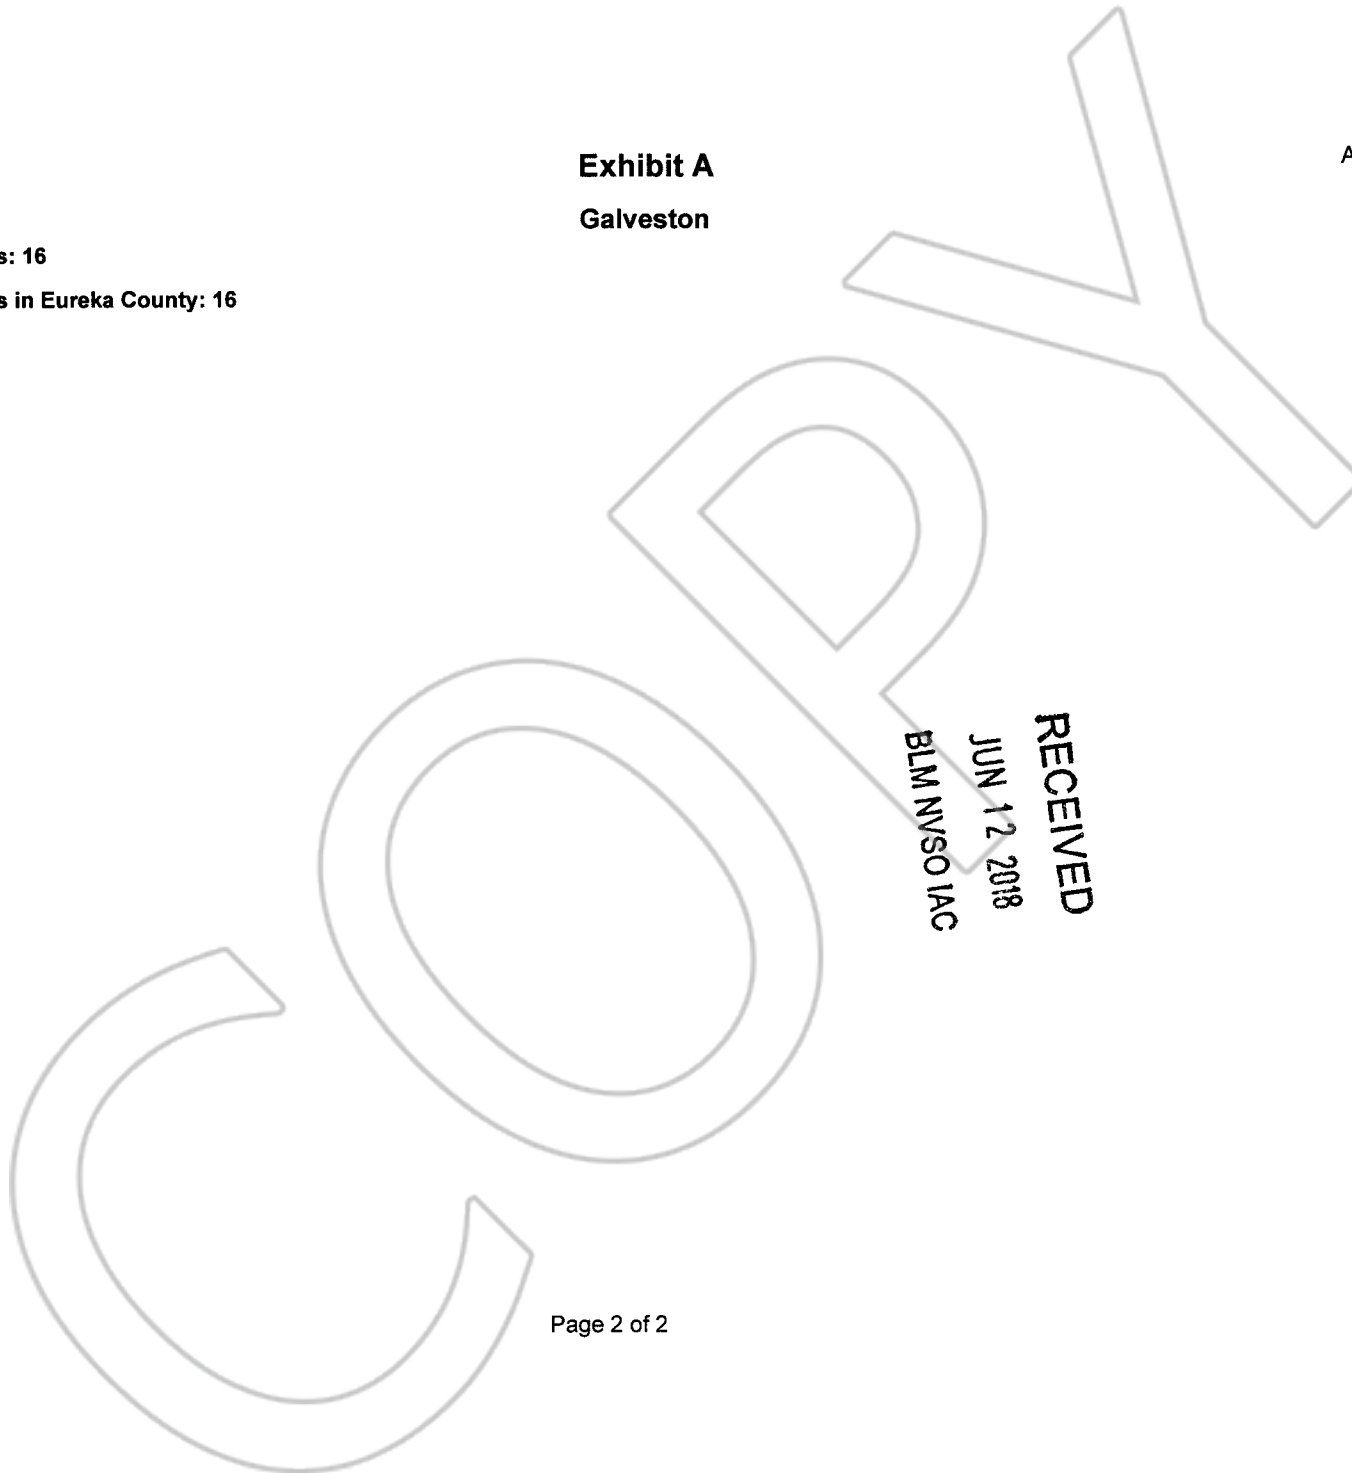 Exhibit A
A
Galveston
s: 16
s in Eureka County: 16
COPY
RECEIVED
JUN 12 2018
BLM NVSO IAC
Page 2 of 2